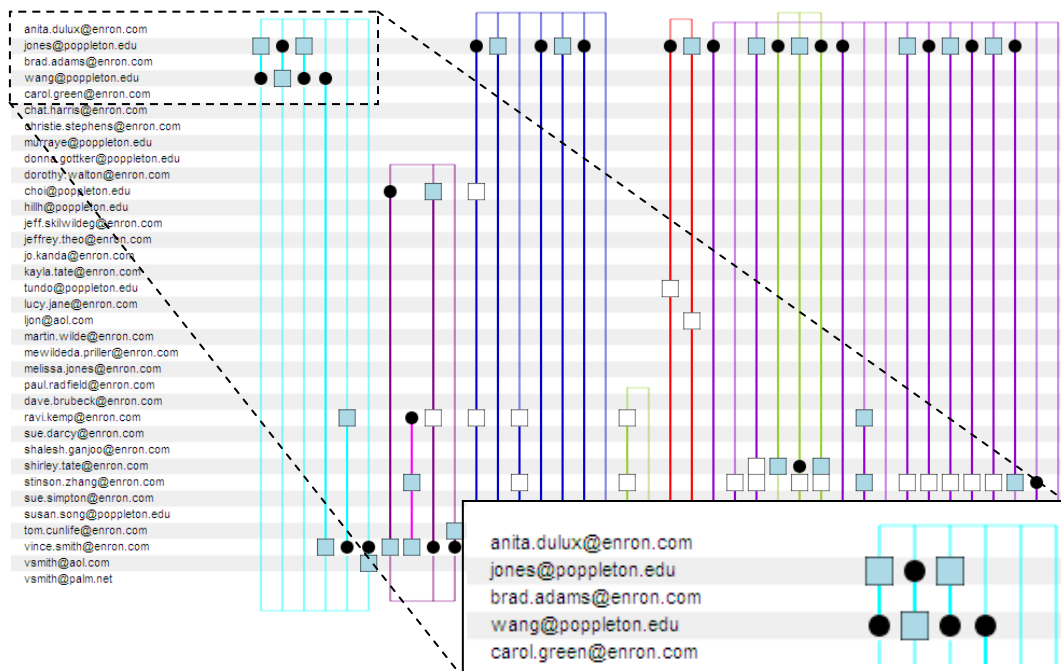 anita.dulux@enron.com
jones@poppleton.edu
brad.adams@enron.com
wang@poppleton.edu
carol.green@enron.com
chat.harris@enron.com
christie.stephens@enron.com
murraye@poppleton.edu
donna.gottker@poppleton.edu
dorothy.walton@enron.com
choi@poppleton.edu
hillh@poppleton.edu
jeff.skilwildeg@enron.com
jeffrey.theo@enron.com
jo.kanda@enron.com
kayla.tate@enron.com
tundo@poppleton.edu
lucy.jane@enron.com
ljon@aol.com
martin.wilde@enron.com
mewildeda.priller@enron.com
melissa.jones@enron.com
paul.radfield@enron.com
dave.brubeck@enron.com
ravi.kemp@enron.com
sue.darcy@enron.com
shalesh.ganjoo@enron.com
shirley.tate@enron.com
stinson.zhang@enron.com
sue.simpton@enron.com
susan.song@poppleton.edu
tom.cunlife@enron.com
vince.smith@enron.com
vsmith@aol.com
vsmith@palm.net
anita.dulux@enron.com
jones@poppleton.edu
brad.adams@enron.com
wang@poppleton.edu
carol.green@enron.com